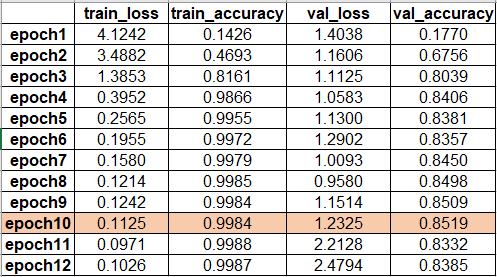 train_loss train_accuracy val_loss val_accuracy
epoch1 4.1242 0.1426 1.4038 0.1770
epoch2 3.4882 0.4693 1.1606 0.6756
epoch3 1.3853 0.8161 1.1125 0.8039
epoch4 0.3952 0.9866 1.0583 0.8406
epoch5 0.2565 0.9955 1.1300 0.8381
epoch6 0.1955 0.9972 1.2902 0.8357
epoch7 0.1580 0.9979 1.0093 0.8450
epoch8 0.1214 0.9985 0.9580 0.8498
epoch9 0.1242 0.9984 1.1514 0.8509
epoch10 0.1125 0.9984 1.2325 0.8519
epoch11 0.0971 0.9988 2.2128 0.8332
epoch12 0.1026 0.9987 2.4794 0.8385